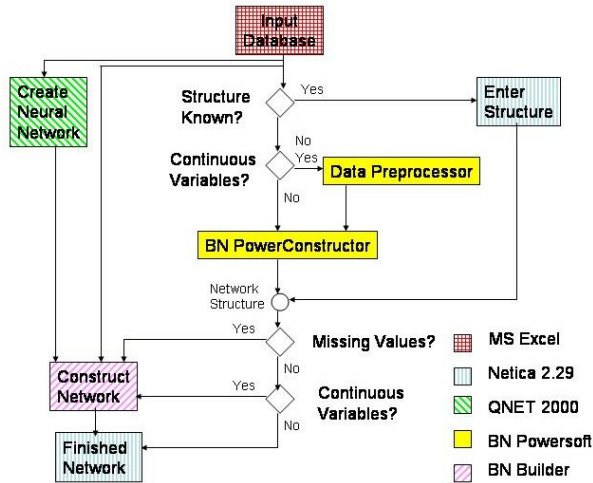 Input
Database
Create
Neural
Network
Structure
Known?
Yes
Enter
Structure
No
Continuous
Variables?
Yes
Data Preprocessor
No
BN PowerConstructor
Network
Structure
Yes
Missing Values?
No
Construct
Network
Yes
Continuous
Variables?
No
Finished
Network
MS Excel
Netica 2.29
QNET 2000
BN Powersoft
BN Builder